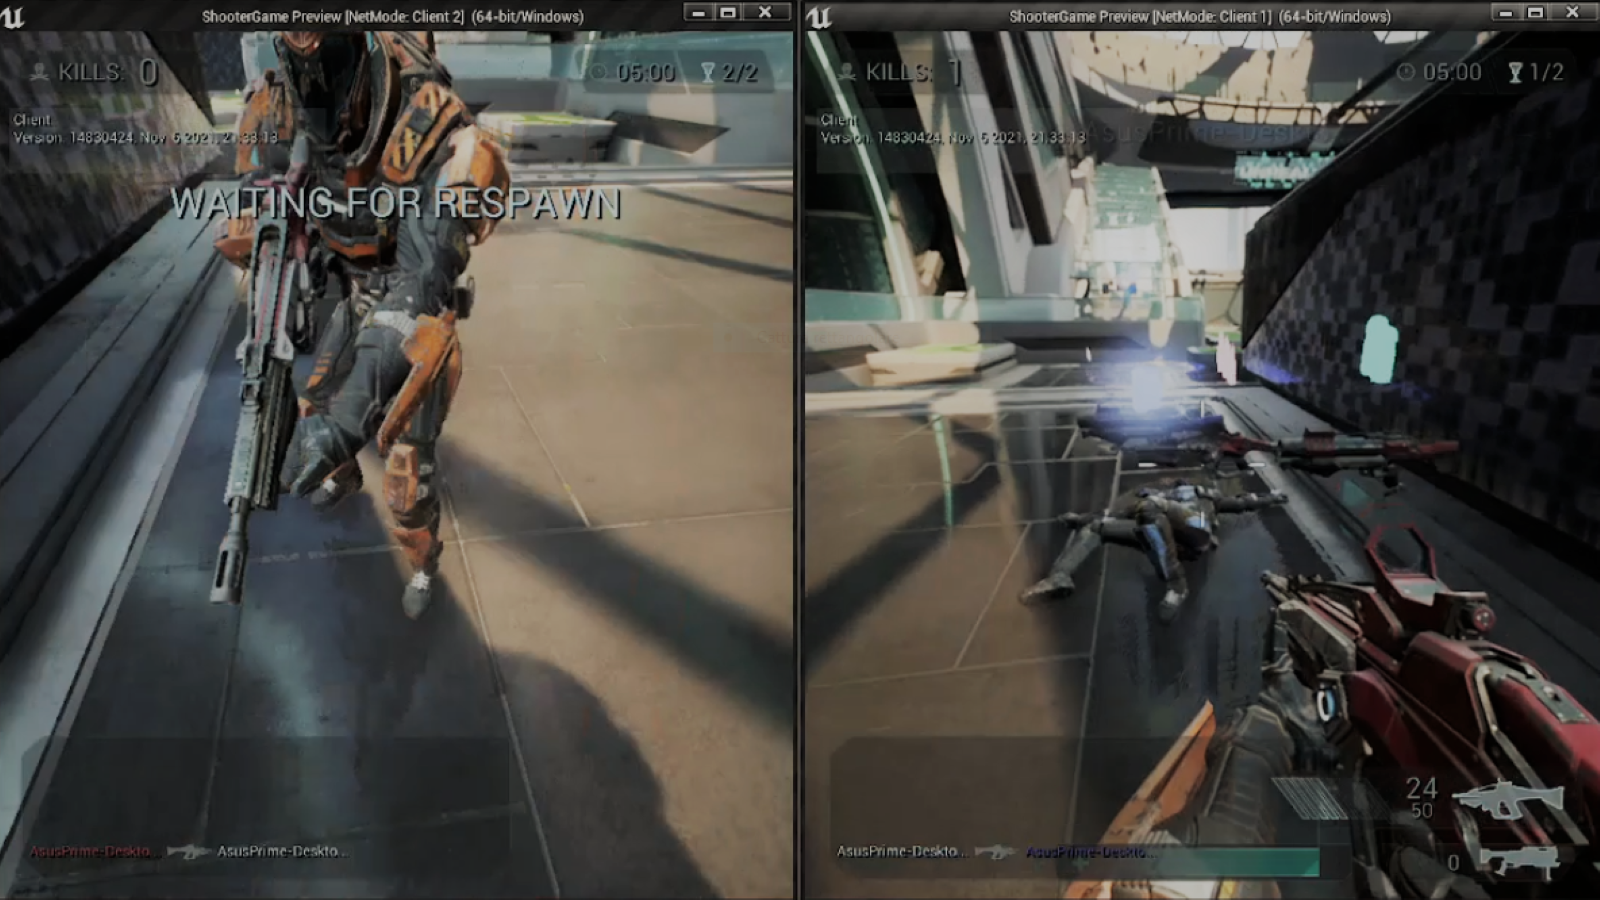 ShooterGame Preview [NetMode: Client 2] (64-bit/Windows)
KILLS: 0
05:00
2/2
Client
Version: 14830424, Nov 6 2021, 21:33:13
WAITING FOR RESPAWN
AsusPrime-Deskto...
AsusPrime-Deskto...
ShooterGame Preview [NetMode: Client 1] (64-bit/Windows)
KILLS: 1
05:00
1/2
Client
Version: 14830424, Nov 6 2021, 21:33:13
24
50
AsusPrime-Deskto...
AsusPrime-Deskto...
0